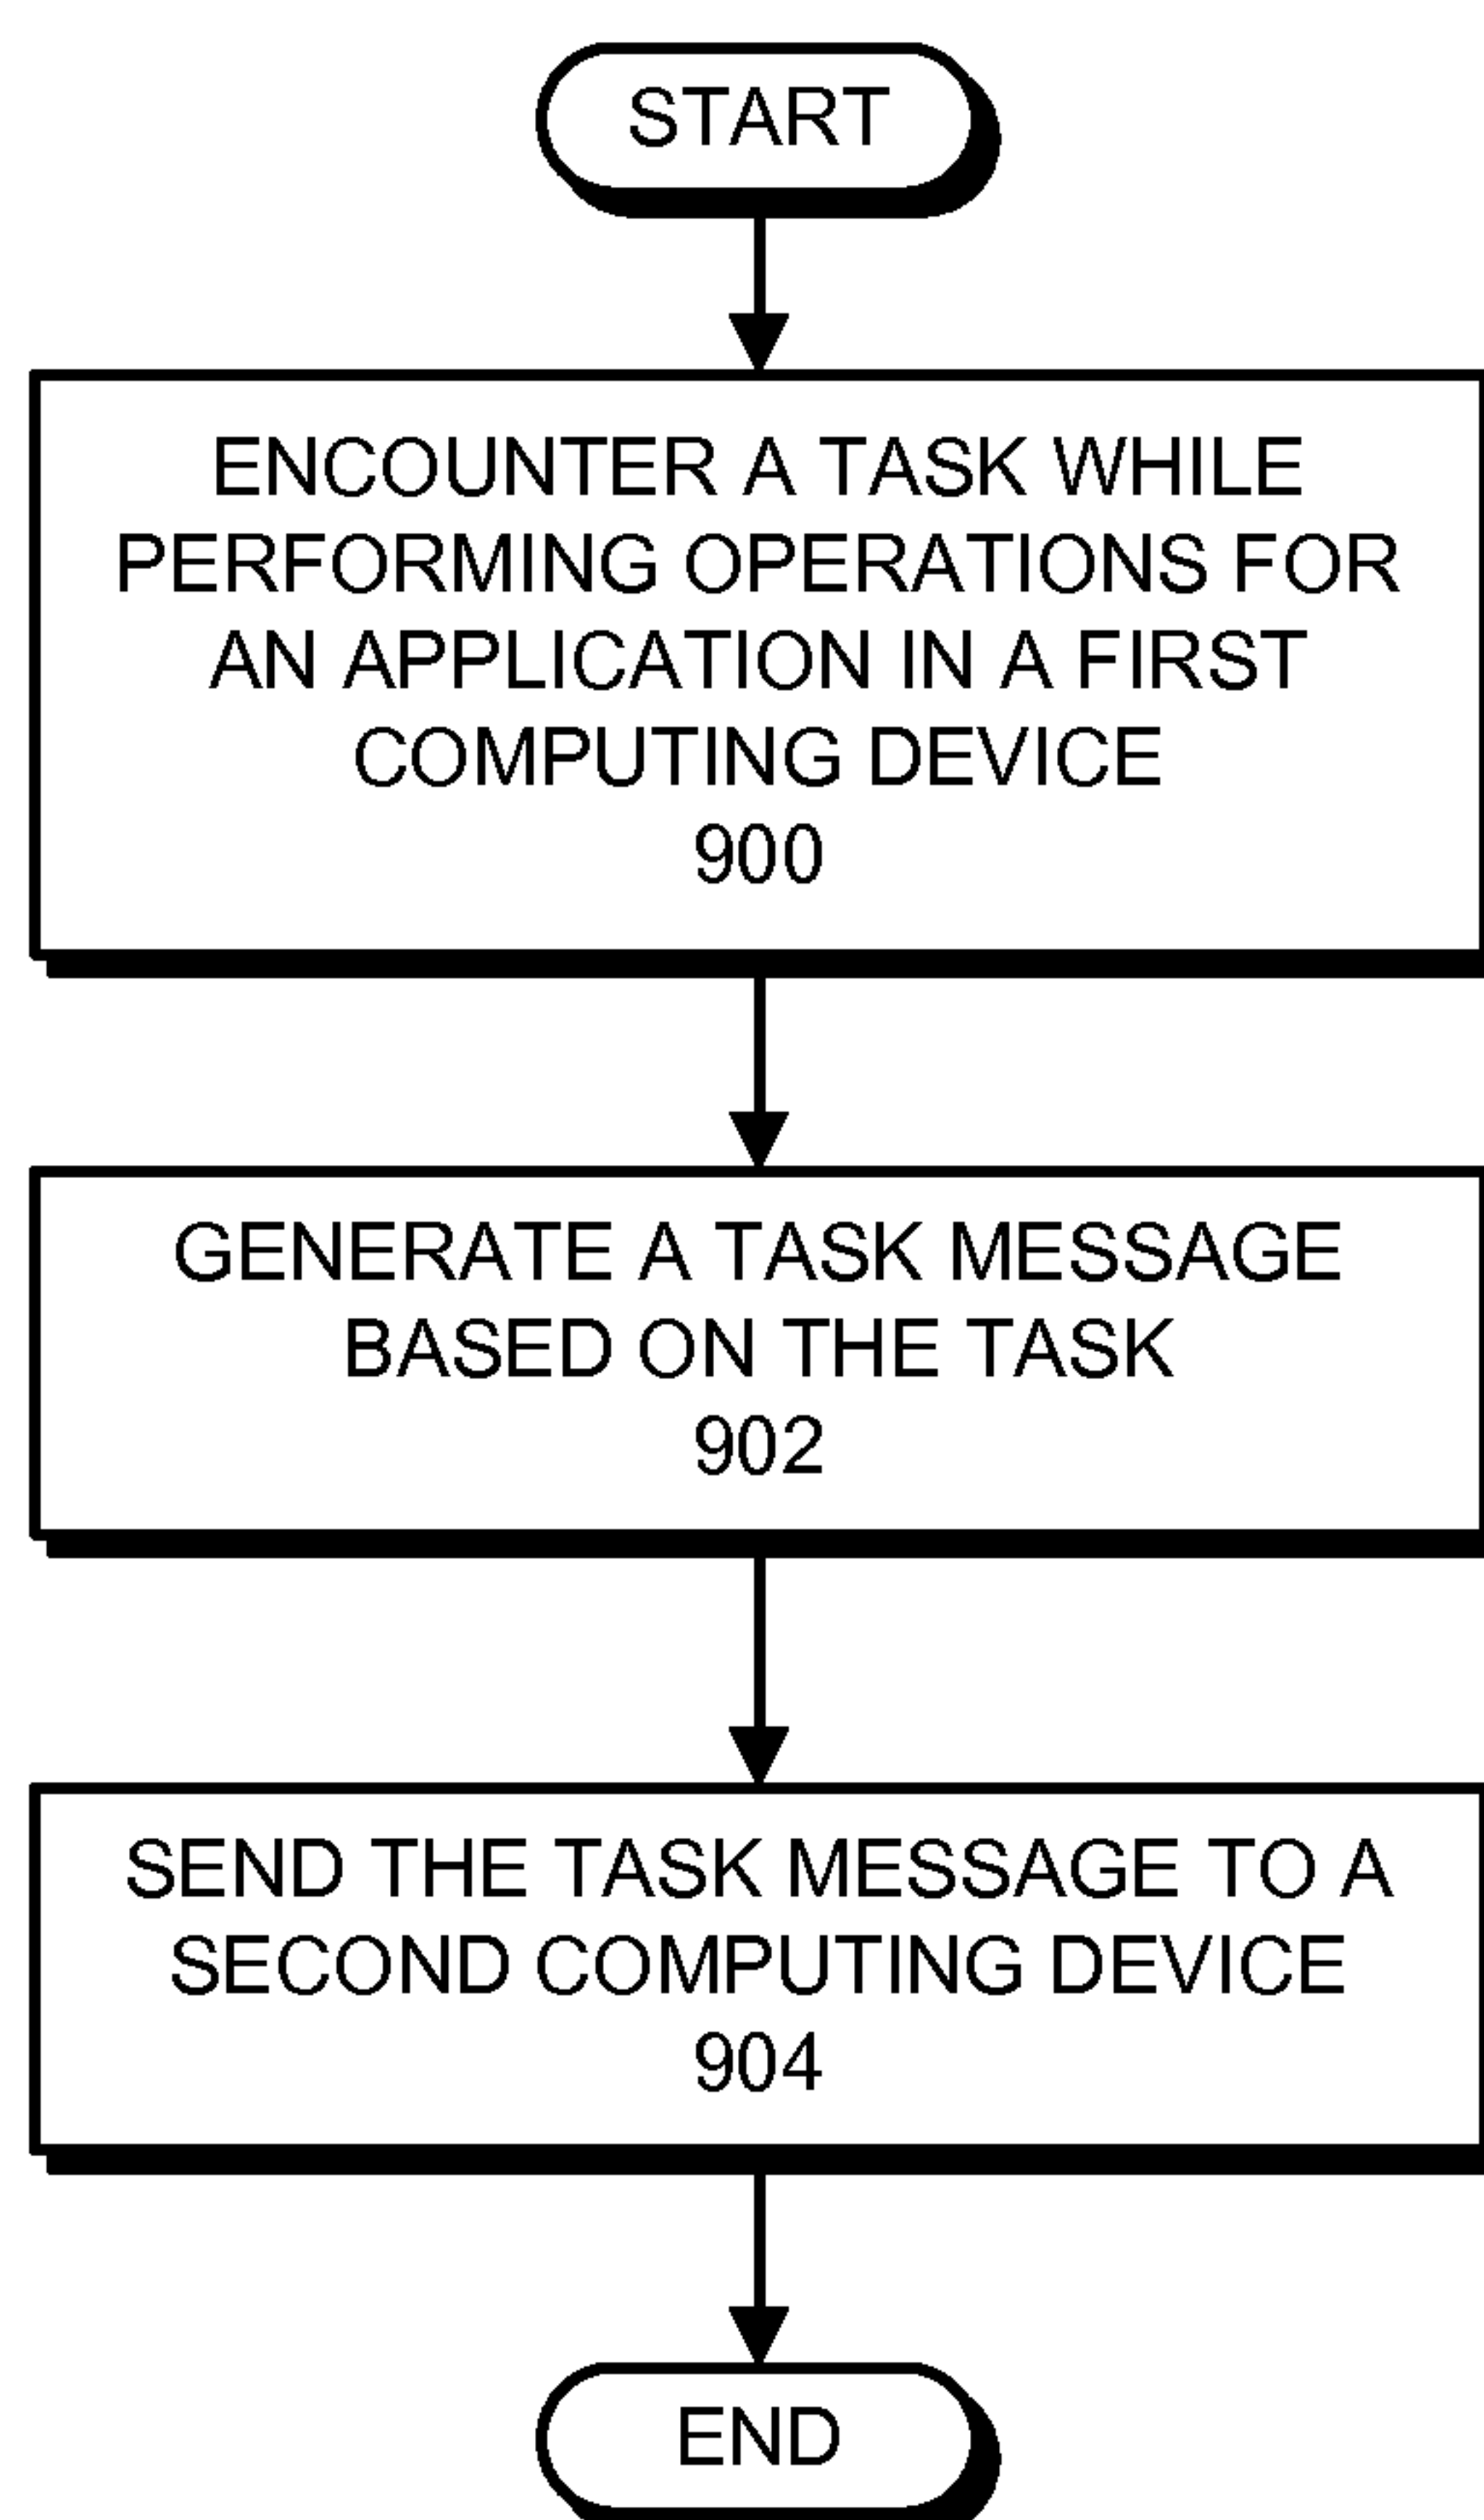 START
ENCOUNTER A TASK WHILE
PERFORMING OPERATIONS FOR
AN APPLICATION IN A FIRST
COMPUTING DEVICE
900
GENERATE A TASK MESSAGE
BASED ON THE TASK
902
SEND THE TASK MESSAGE TO A
SECOND COMPUTING DEVICE
904
END